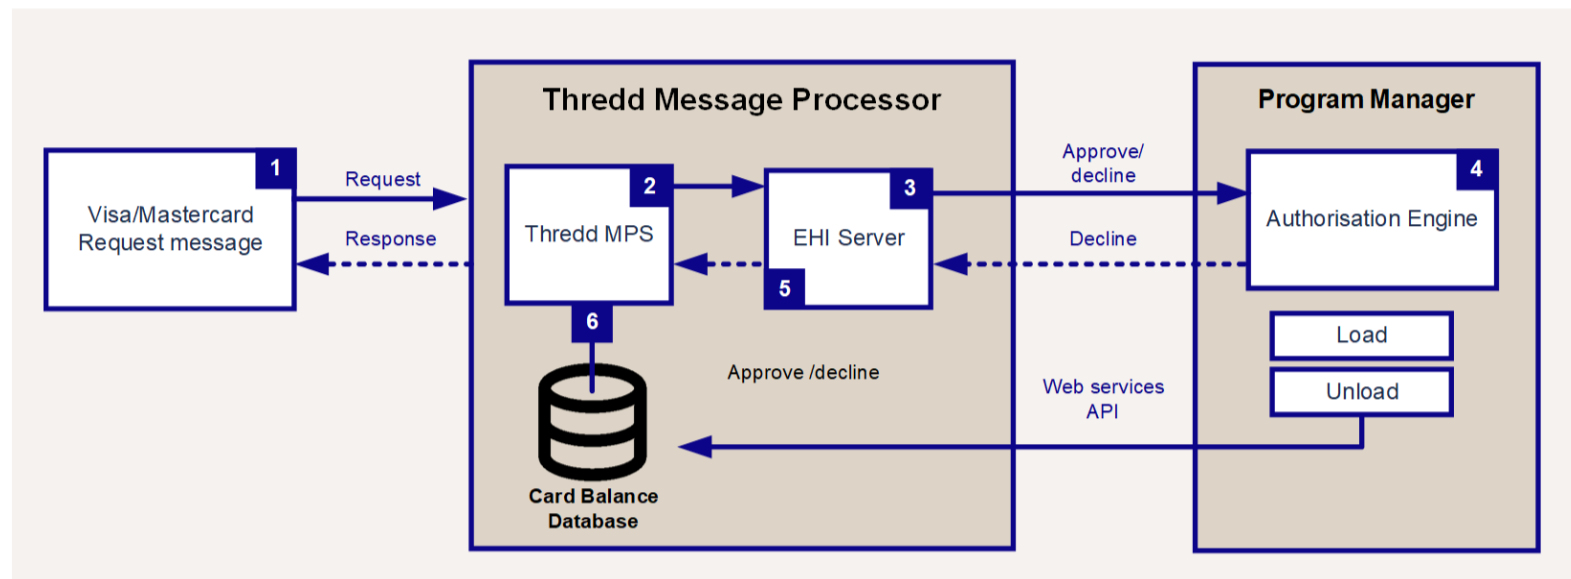 Thredd Message Processor
Program Manager
1
Visa/Mastercard
Request message
Request
Response
2
Thredd MPS
3
EHI Server
5
6
Approve/
decline
Decline
4
Authorisation Engine
Load
Unload
Approve /decline
Web services
API
Card Balance
Database